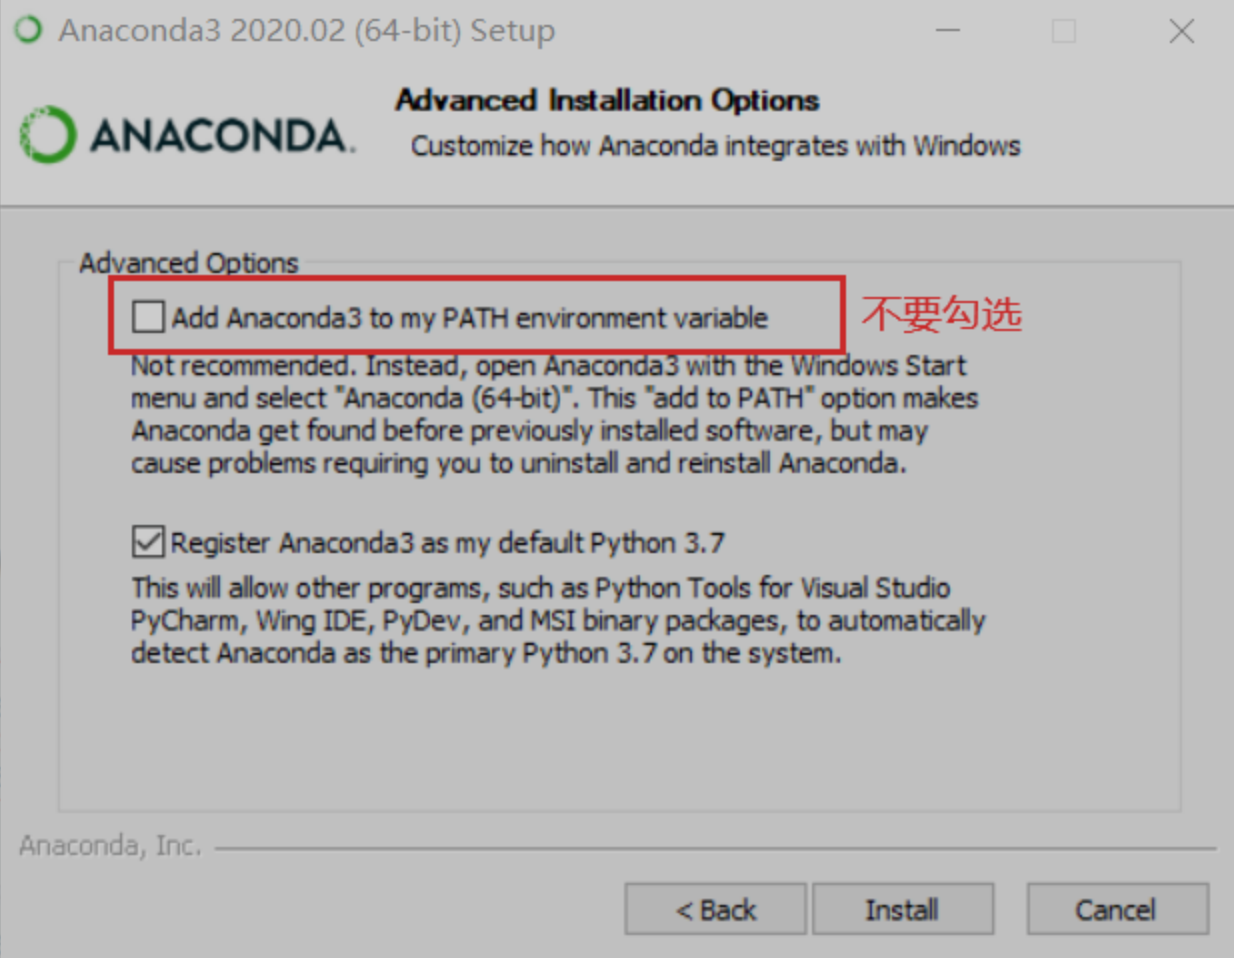 Anaconda3 2020.02 (64-bit) Setup
ANACONDA.
Advanced Installation Options
Customize how Anaconda integrates with Windows
Advanced Options
Add Anaconda3 to my PATH environment variable
不要勾选
Not recommended. Instead, open Anaconda3 with the Windows Start
menu and select "Anaconda (64-bit)". This "add to PATH" option makes
Anaconda get found before previously installed software, but may
cause problems requiring you to uninstall and reinstall Anaconda.
Register Anaconda3 as my default Python 3.7
This will allow other programs, such as Python Tools for Visual Studio
PyCharm, Wing IDE, PyDev, and MSI binary packages, to automatically
detect Anaconda as the primary Python 3.7 on the system.
Anaconda, Inc.
< Back
Install
Cancel